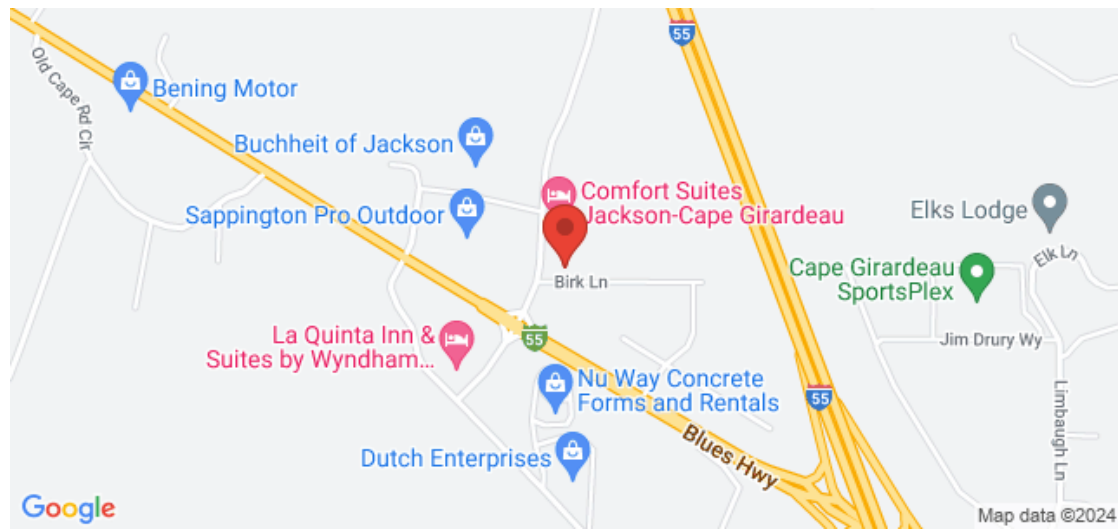 55
Old Cape Rd Cir
Bening Motor
Buchheit of Jackson
Comfort Suites
Jackson-Cape Girardeau
Sappington Pro Outdoor
Elks Lodge
Elk Ln
Cape Girardeau
SportsPlex
Birk Ln
La Quinta Inn &
Suites by Wyndham...
55
Jim Drury Wy
Nu Way Concrete
Forms and Rentals
55
Limbaugh Ln
Blues Hwy
Dutch Enterprises
Google
Map data ©2024